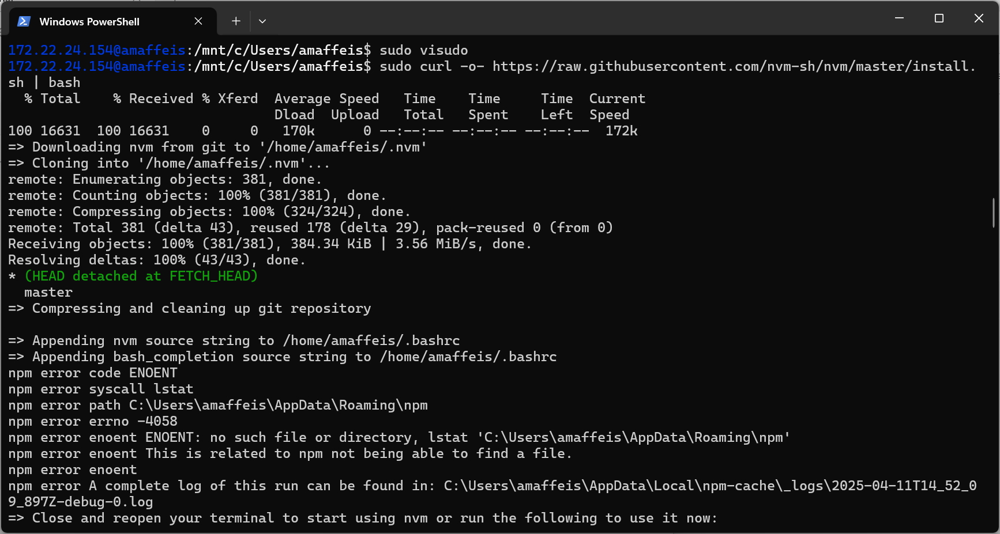 Windows PowerShell
172.22.24.154@amaffeis:/mnt/c/Users/amaffeis$ sudo visudo
172.22.24.154@amaffeis:/mnt/c/Users/amaffeis$ sudo curl -o- https://raw.githubusercontent.com/nvm-sh/nvm/master/install.
sh | bash
  % Total    % Received % Xferd  Average Speed   Time    Time     Time  Current
                                 Dload  Upload   Total   Spent    Left  Speed
100 16631  100 16631    0     0   170k      0 --:--:-- --:--:-- --:--:--  172k
=> Downloading nvm from git to '/home/amaffeis/.nvm'
=> Cloning into '/home/amaffeis/.nvm'...
remote: Enumerating objects: 381, done.
remote: Counting objects: 100% (381/381), done.
remote: Compressing objects: 100% (324/324), done.
remote: Total 381 (delta 43), reused 178 (delta 29), pack-reused 0 (from 0)
Receiving objects: 100% (381/381), 384.34 KiB | 3.56 MiB/s, done.
Resolving deltas: 100% (43/43), done.
* (HEAD detached at FETCH_HEAD)
  master
=> Compressing and cleaning up git repository

=> Appending nvm source string to /home/amaffeis/.bashrc
=> Appending bash_completion source string to /home/amaffeis/.bashrc
npm error code ENOENT
npm error syscall lstat
npm error path C:\Users\amaffeis\AppData\Roaming\npm
npm error errno -4058
npm error enoent ENOENT: no such file or directory, lstat 'C:\Users\amaffeis\AppData\Roaming\npm'
npm error enoent This is related to npm not being able to find a file.
npm error enoent
npm error A complete log of this run can be found in: C:\Users\amaffeis\AppData\Local\npm-cache\_logs\2025-04-11T14_52_0
9_897Z-debug-0.log
=> Close and reopen your terminal to start using nvm or run the following to use it now: